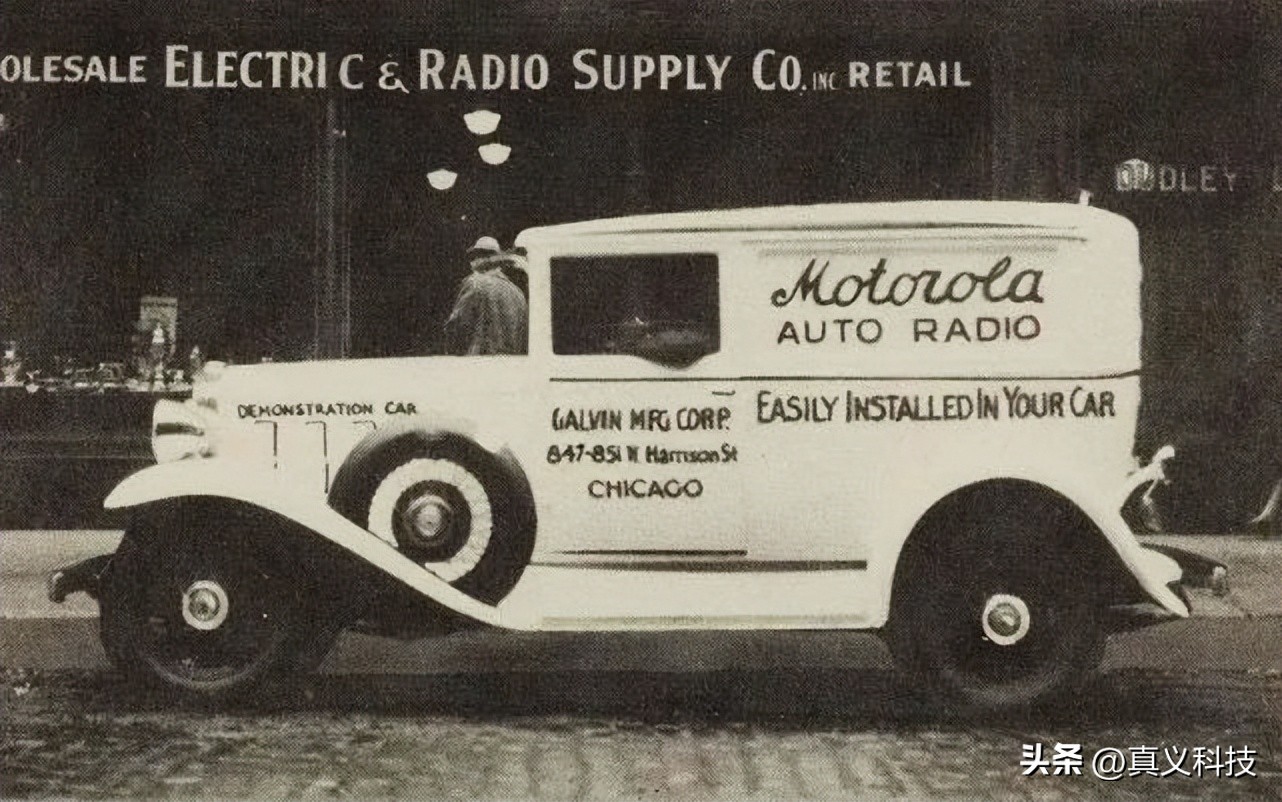 OLESALE ELECTRIC & RADIO SUPPLY CO. INC RETAIL
DUDLEY
Motorola
AUTO RADIO
DEMONSTRATION CAR
GALVIN MFG CORP.
847-851 W. Harrison St
CHICAGO
EASILY INSTALLED IN YOUR CAR
头条 @真义科技